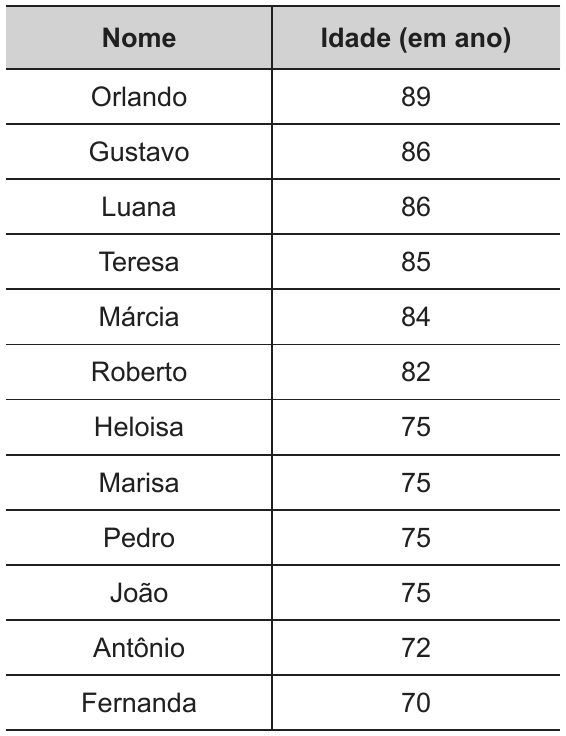 Nome Idade (em ano)
Orlando 89
Gustavo 86
Luana 86
Teresa 85
Márcia 84
Roberto 82
Heloisa 75
Marisa 75
Pedro 75
João 75
Antônio 72
Fernanda 70